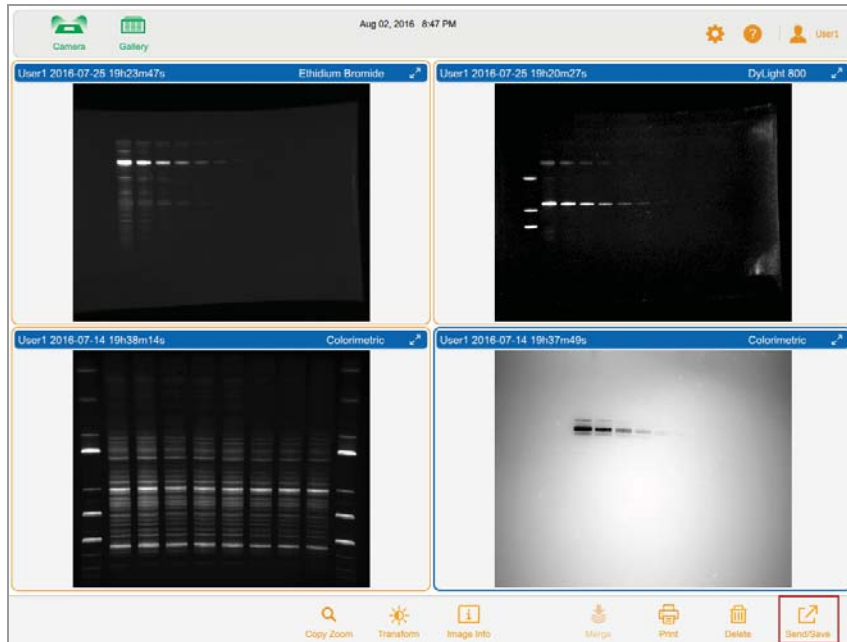 Aug 02, 2016 8:47 PM
Camera Gallery User1
User1 2016-07-25 19h23m47s Ethidium Bromide
User1 2016-07-25 19h20m27s DyLight 800
User1 2016-07-14 19h38m14s Colorimetric
User1 2016-07-14 19h37m49s Colorimetric
Copy Zoom Transform Image Info Merge Print Delete Send/Save